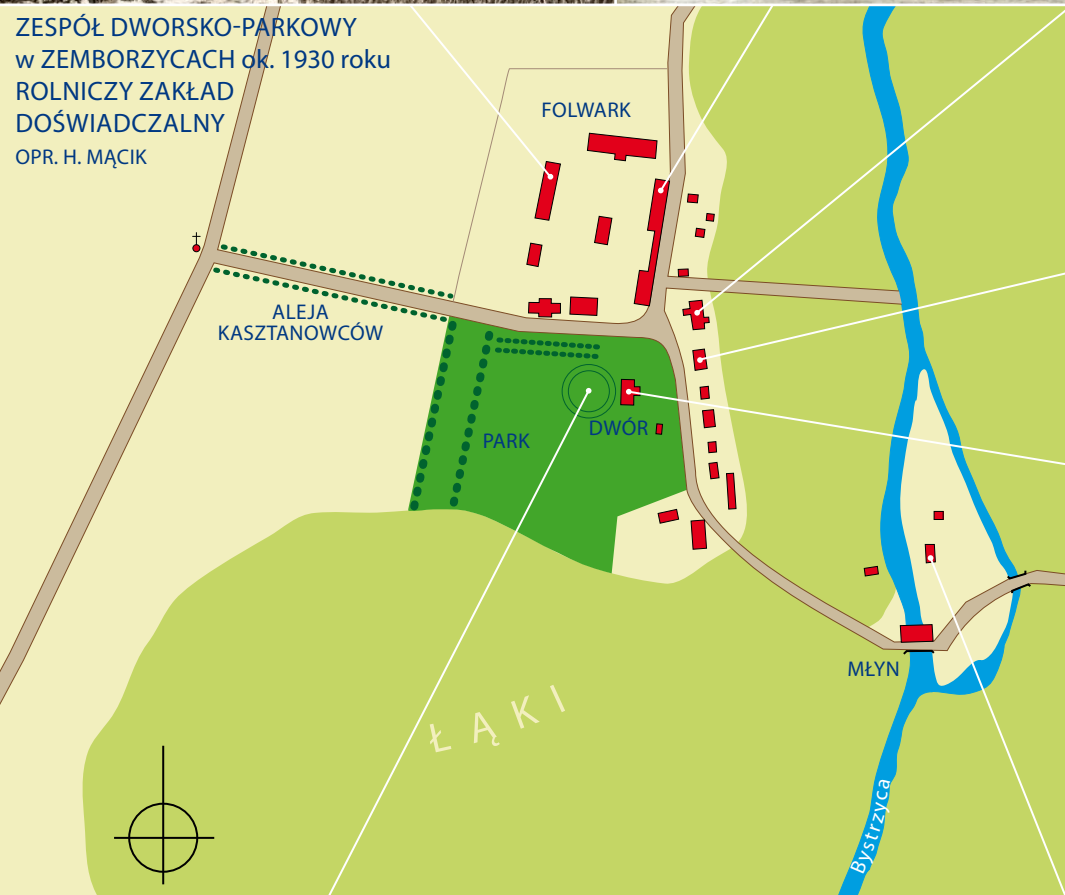 ZESPÓŁ DWORSKO-PARKOWY
w ZEMBORZYCACH ok. 1930 roku
ROLNICZY ZAKŁAD
DOŚWIADCZALNY
OPR. H. MĄCIK
FOLWARK
ALEJA
KASZTANOWCÓW
PARK
DWÓR
MŁYN
ŁĄKI
Bystrzyca